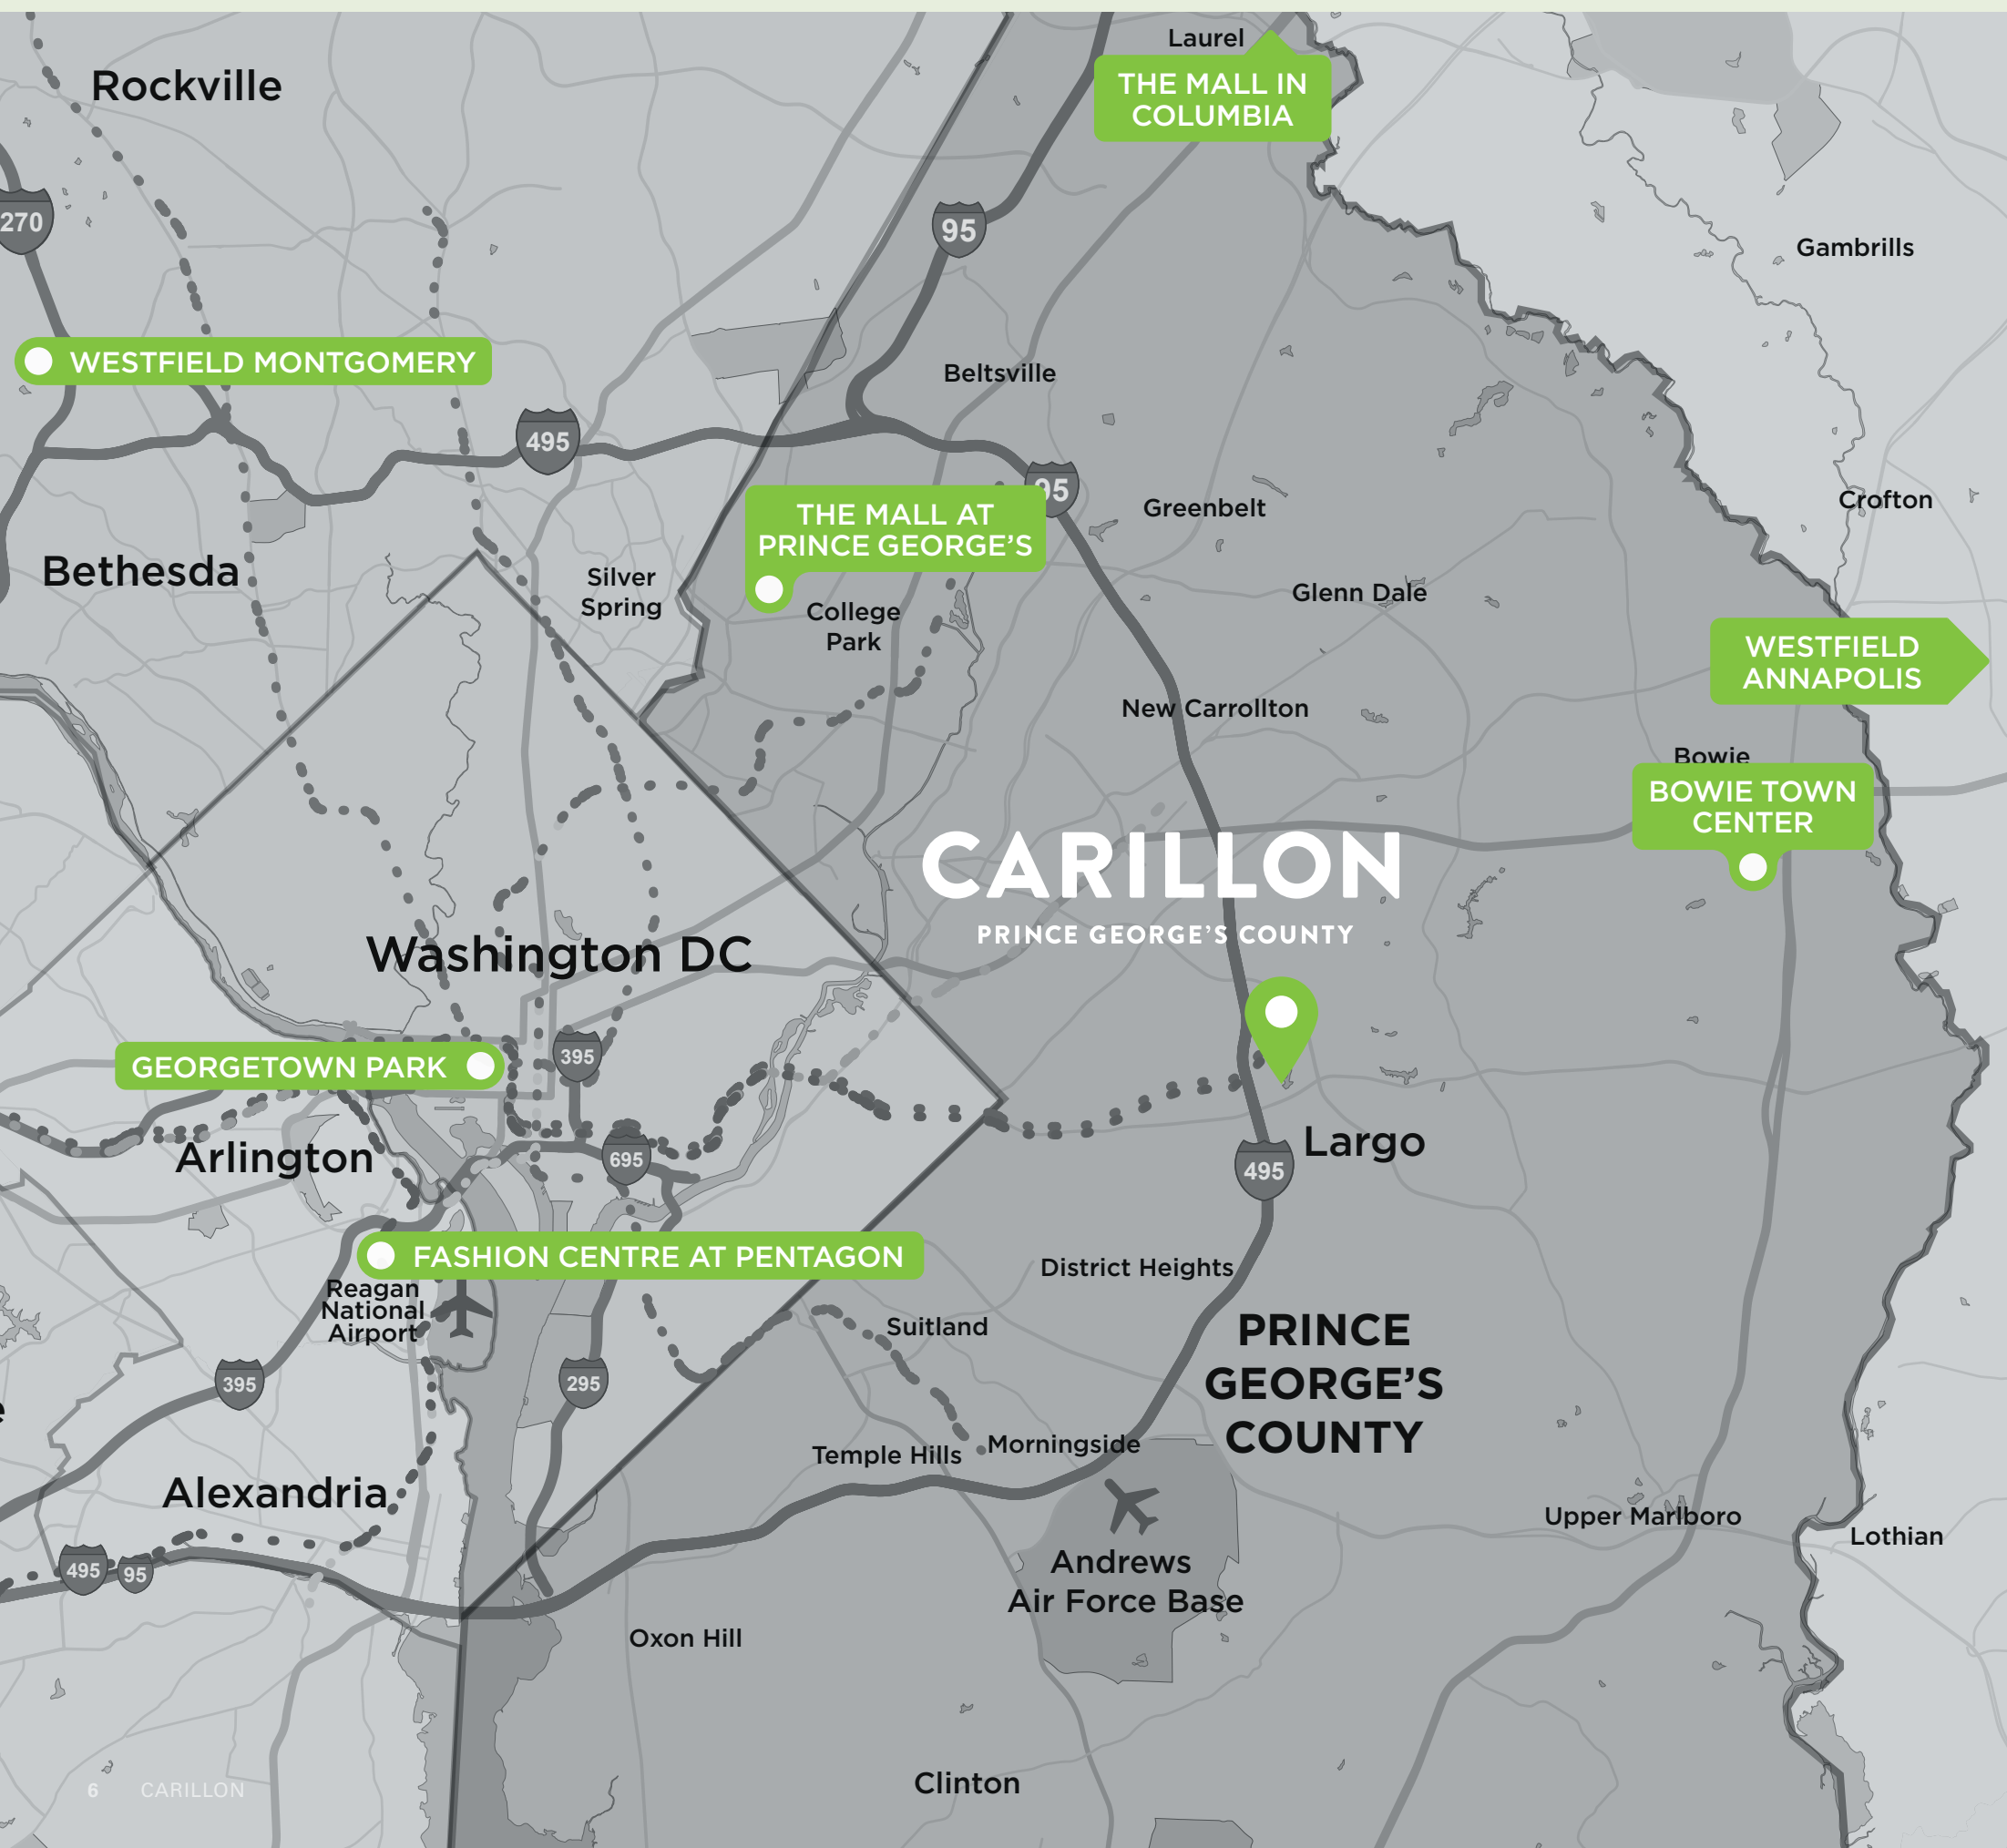 Laurel
THE MALL IN
COLUMBIA
Rockville
270
95
Gambrills
WESTFIELD MONTGOMERY
Beltsville
495
95
THE MALL AT
PRINCE GEORGE'S
Greenbelt
Crofton
Bethesda
Silver
Spring
College
Park
Glenn Dale
WESTFIELD
ANNAPOLIS
New Carrollton
Bowie
BOWIE TOWN
CENTER
CARILLON
PRINCE GEORGE'S COUNTY
Washington DC
395
GEORGETOWN PARK
Arlington
695
Largo
495
FASHION CENTRE AT PENTAGON
District Heights
Reagan
National
Airport
Suitland
PRINCE
GEORGE'S
COUNTY
395
295
Temple Hills
Morningside
Alexandria
Upper Marlboro
Lothian
495
95
Andrews
Air Force Base
Oxon Hill
Clinton
6 CARILLON